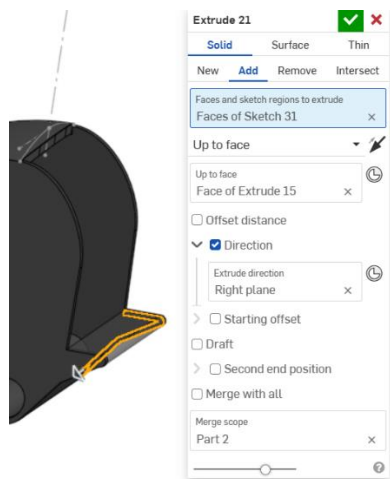 Extrude 21
Solid Surface Thin
New Add Remove Intersect
Faces and sketch regions to extrude
Faces of Sketch 31
Up to face
Up to face
Face of Extrude 15
Offset distance
Direction
Extrude direction
Right plane
Starting offset
Draft
Second end position
Merge with all
Merge scope
Part 2